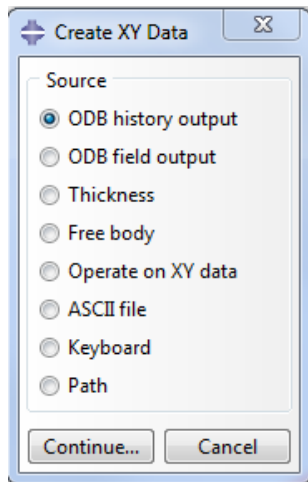 Create XY Data
Source
ODB history output
ODB field output
Thickness
Free body
Operate on XY data
ASCII file
Keyboard
Path
Continue... Cancel